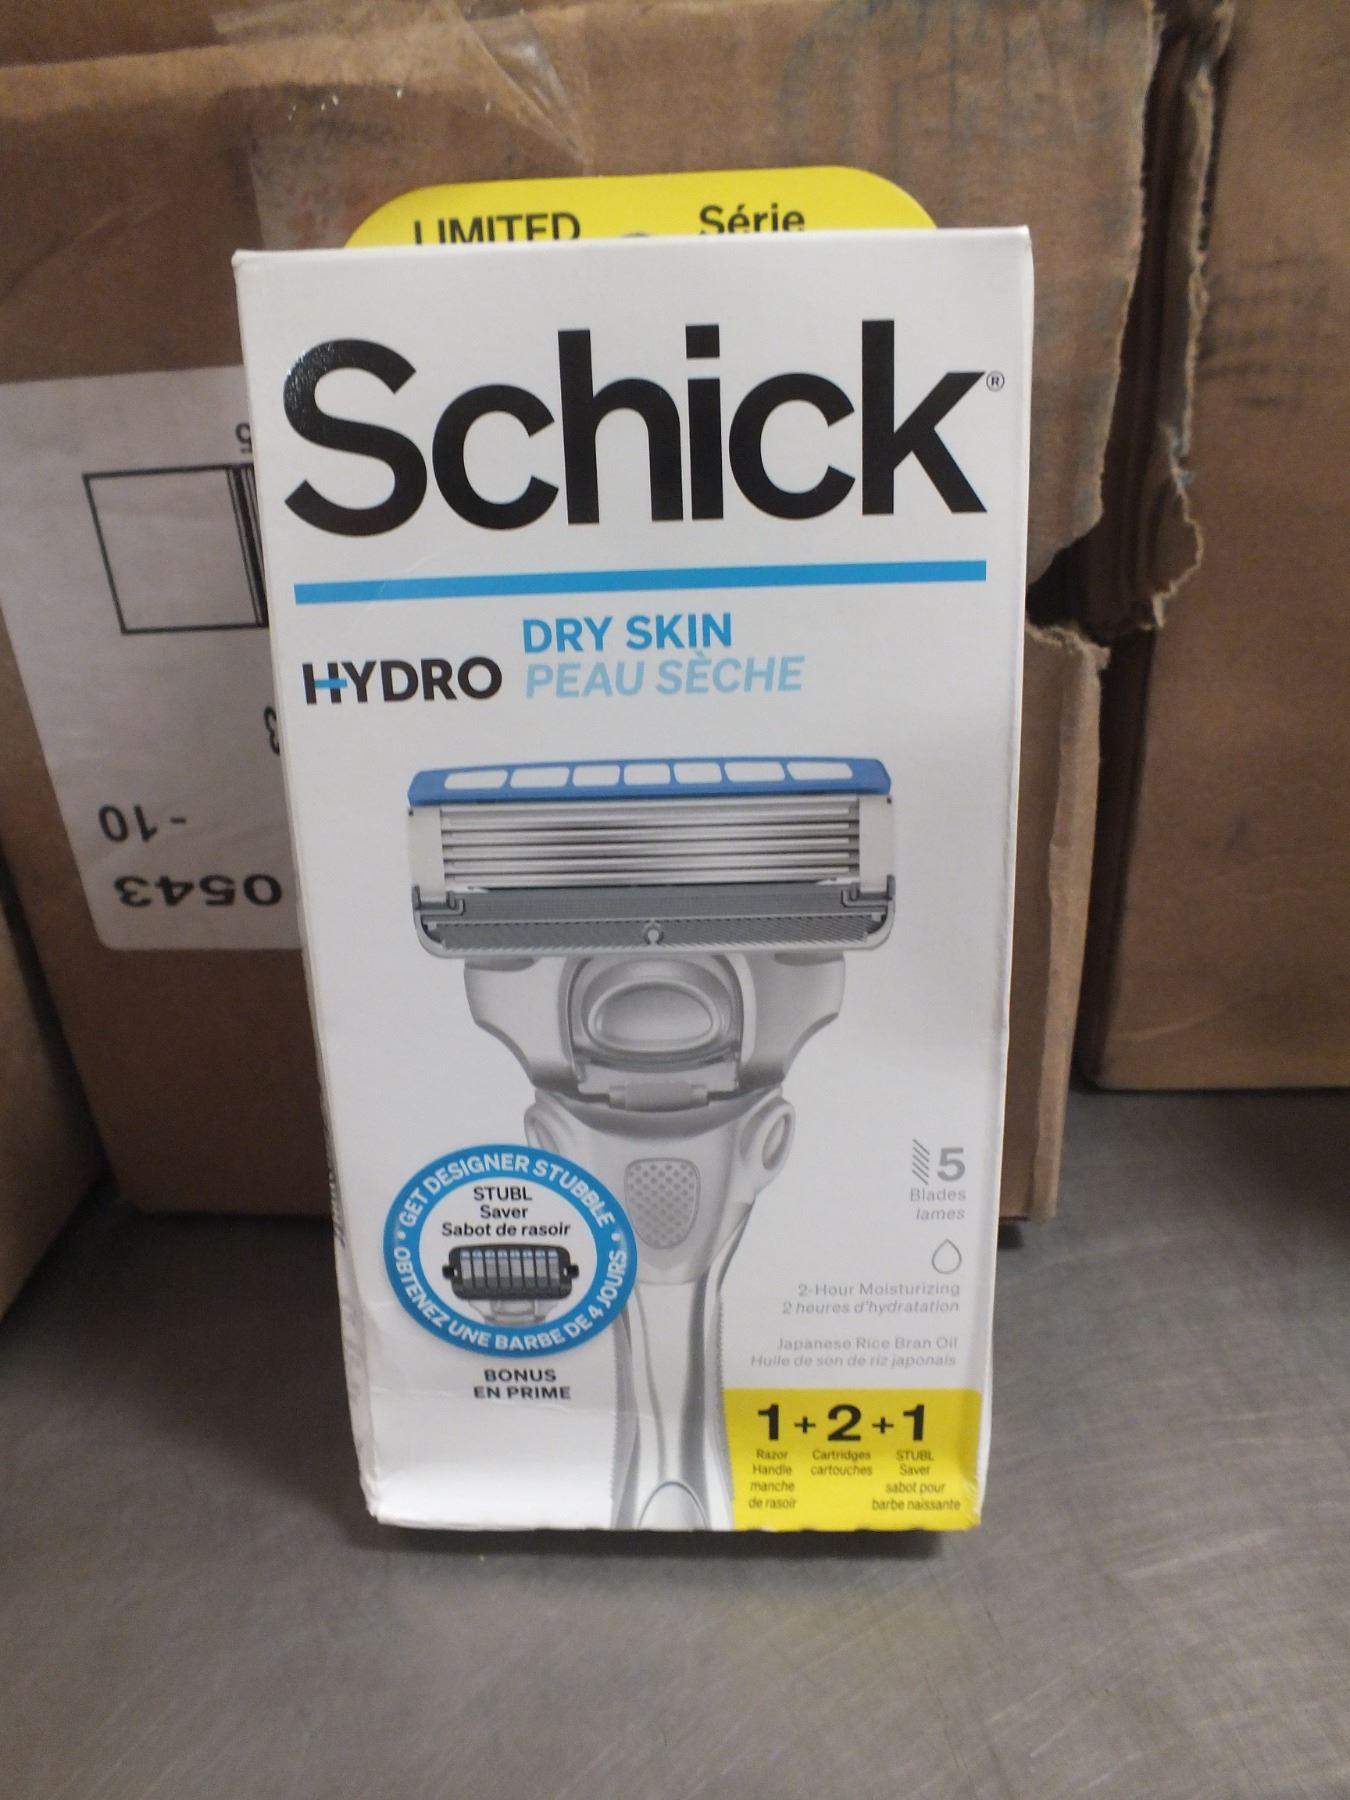 LIMITED
Série
Schick®
HYDRO
DRY SKIN
PEAU SÈCHE
GET DESIGNER STUBBLE
STUBL
Saver
Sabot de rasoir
OBTENEZ UNE BARBE DE 4 JOURS
BONUS
EN PRIME
5
Blades
lames
2-Hour Moisturizing
2 heures d'hydratation
Japanese Rice Bran Oil
Huile de son de riz japonais
1+2+1
Razor
Handle
manche
de rasoir
Cartridges
cartouches
STUBL
Saver
sabot pour
barbe naissante
0543
-10